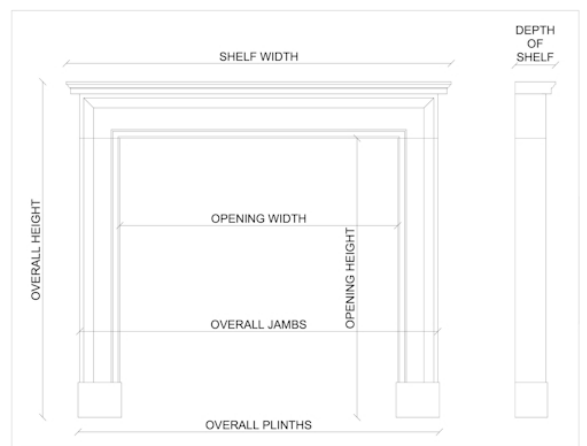 DEPTH
OF
SHELF
SHELF WIDTH
OVERALL HEIGHT
OPENING WIDTH
OPENING HEIGHT
OVERALL JAMBS
OVERALL PLINTHS